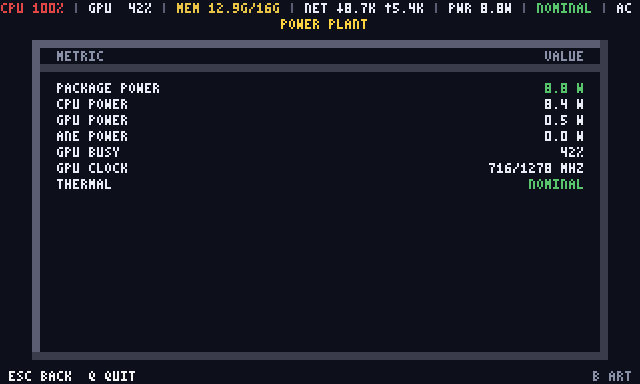 CPU 100% | GPU 42% | MEM 12.9G/16G | NET ↓8.7K ↑5.4K | PWR 8.8W | NOMINAL | AC
POWER PLANT
METRIC VALUE
PACKAGE POWER 8.8 W
CPU POWER 8.4 W
GPU POWER 0.5 W
ANE POWER 0.0 W
GPU BUSY 42%
GPU CLOCK 716/1278 MHZ
THERMAL NOMINAL
ESC BACK Q QUIT B ART